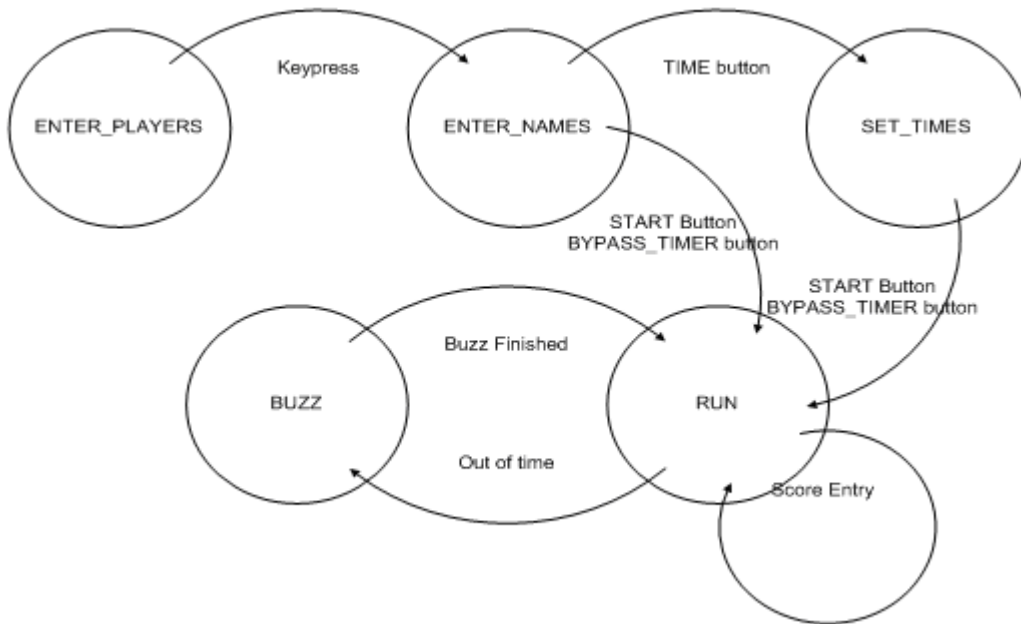 Keypress
TIME button
ENTER_PLAYERS
ENTER_NAMES
SET_TIMES
START Button
BYPASS_TIMER button
START Button
BYPASS_TIMER button
Buzz Finished
BUZZ
RUN
Out of time
Score Entry